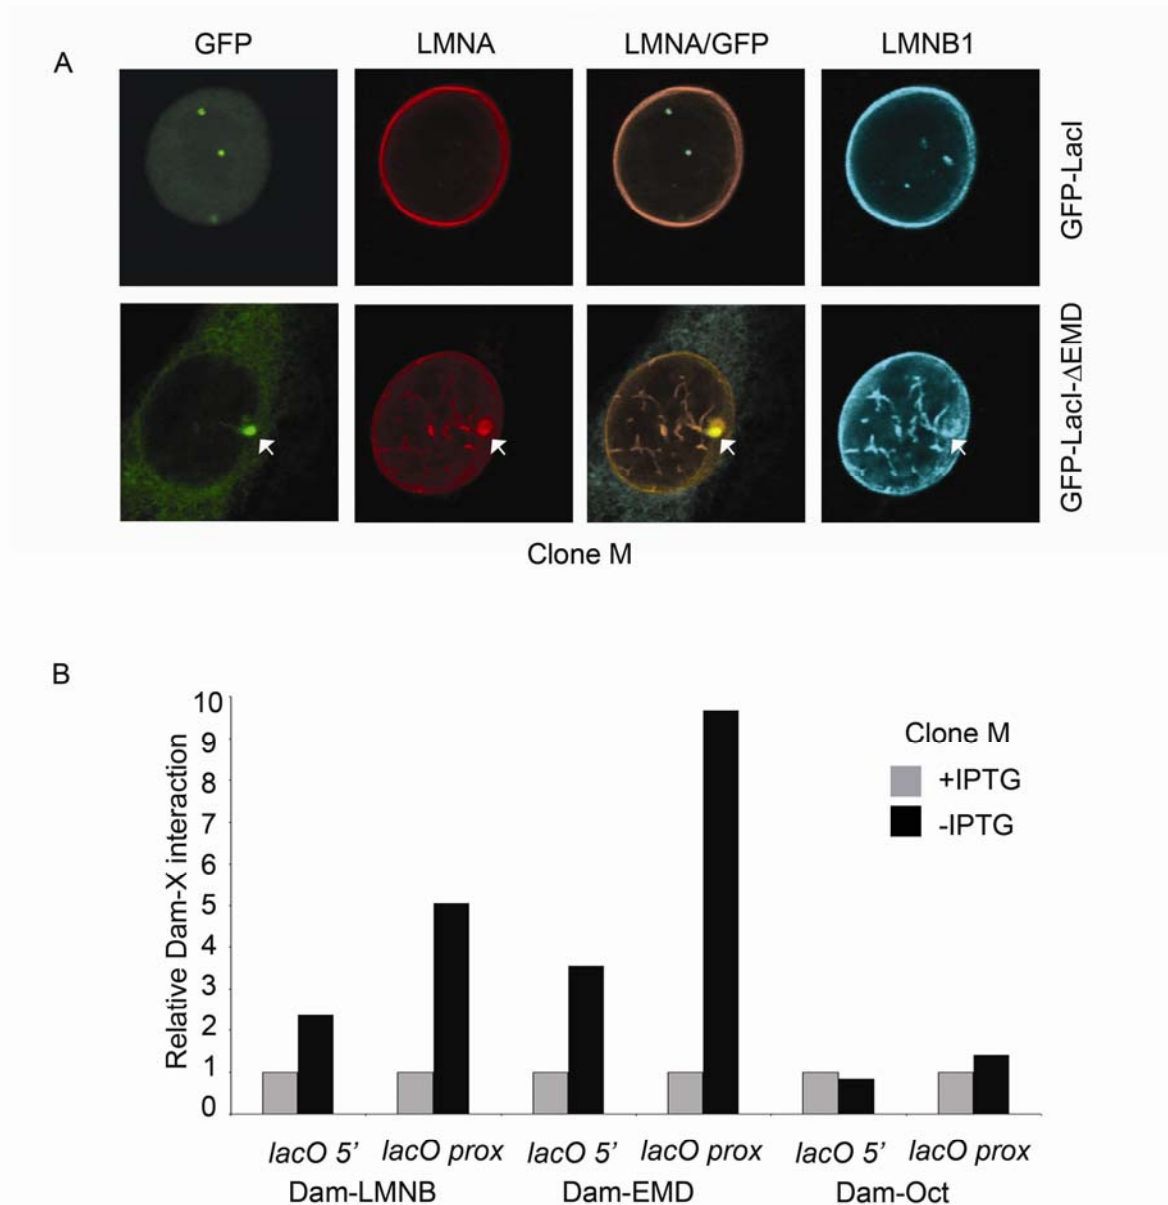 A
GFP LMNA LMNA/GFP LMNB1
GFP-LacI
GFP-LacI-ΔEMD
Clone M
B
Relative Dam-X interaction
10
9
8
7
6
5
4
3
2
1
0
Clone M
+IPTG
-IPTG
lacO 5’ lacO prox lacO 5’ lacO prox lacO 5’ lacO prox
Dam-LMNB Dam-EMD Dam-Oct